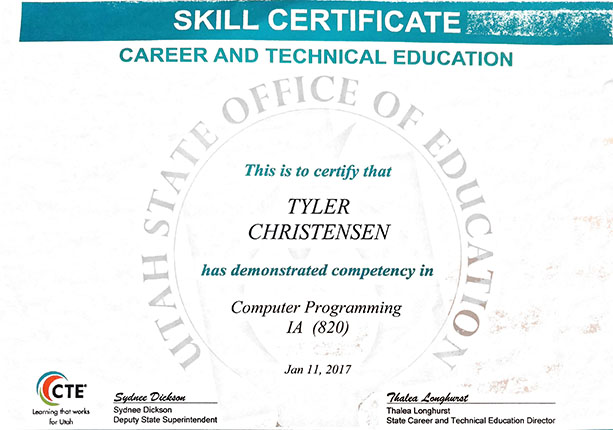 SKILL CERTIFICATE
CAREER AND TECHNICAL EDUCATION
UTAH STATE OFFICE OF EDUCATION
This is to certify that
TYLER
CHRISTENSEN
has demonstrated competency in
Computer Programming
IA (820)
Jan 11, 2017
CTE®
Learning that works
for Utah
Sydnee Dickson
Sydnee Dickson
Deputy State Superintendent
Thalea Longhurst
Thalea Longhurst
State Career and Technical Education Director